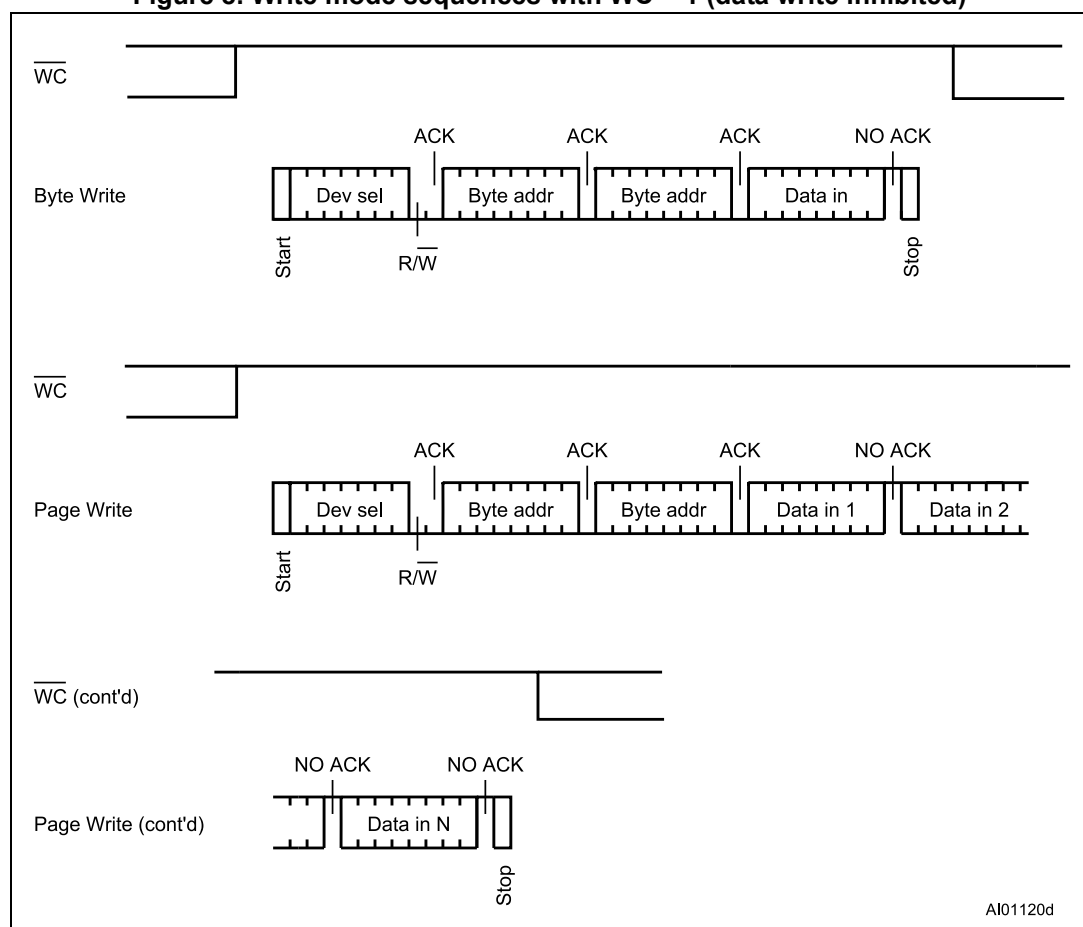 WC
ACK ACK ACK NO ACK
Byte Write Dev sel Byte addr Byte addr Data in
Start R/W Stop
WC
ACK ACK ACK NO ACK
Page Write Dev sel Byte addr Byte addr Data in 1 Data in 2
Start R/W
WC (cont'd)
NO ACK NO ACK
Page Write (cont'd) Data in N
Stop
AI01120d